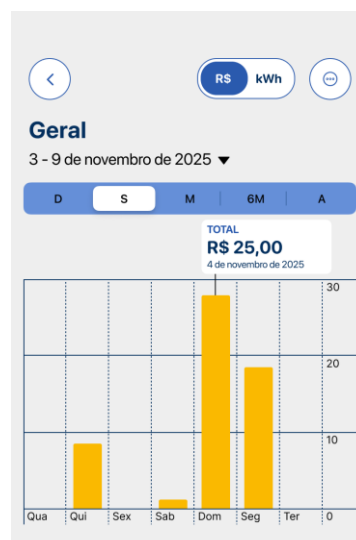 R$ kWh
Geral
3 - 9 de novembro de 2025
D S M 6M A
TOTAL
R$ 25,00
4 de novembro de 2025
30
20
10
Qua Qui Sex Sab Dom Seg Ter 0